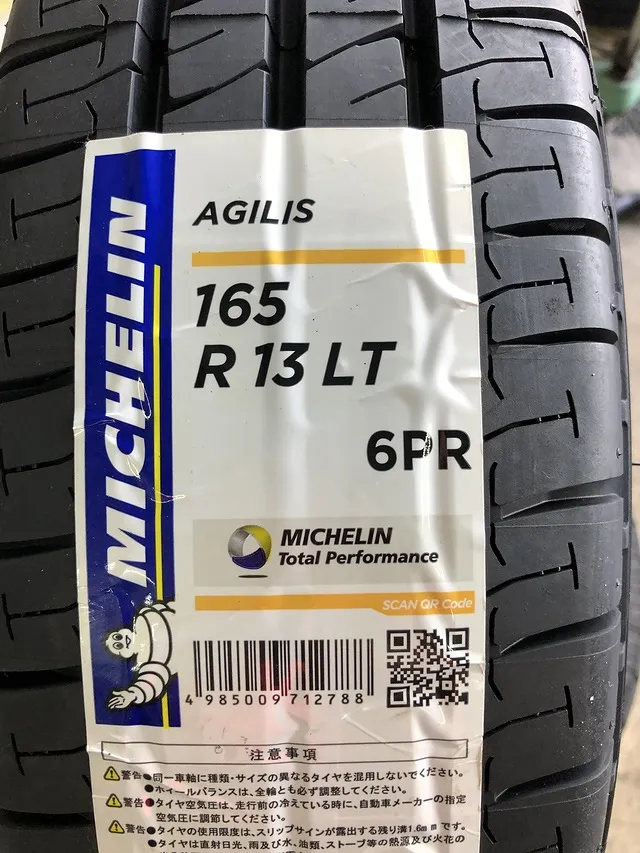 MICHELIN
AGILIS
165
R 13 LT
6PR
MICHELIN
Total Performance
SCAN QR Code
4 985009 712788
注意事項
警告●同一車軸に種類・サイズの異なるタイヤを混用しないでください。
●ホイールバランスは、全輪とも必ず調整してください。
警告●タイヤ空気圧は、走行前の冷えている時に、自動車メーカーの指定
空気圧に調整してください。
警告●タイヤの使用限度は、スリップサインが露出する残り溝1.6mmです。
●タイヤは直射日光、雨及び水、油類、ストーブ等の熱源及び火花の